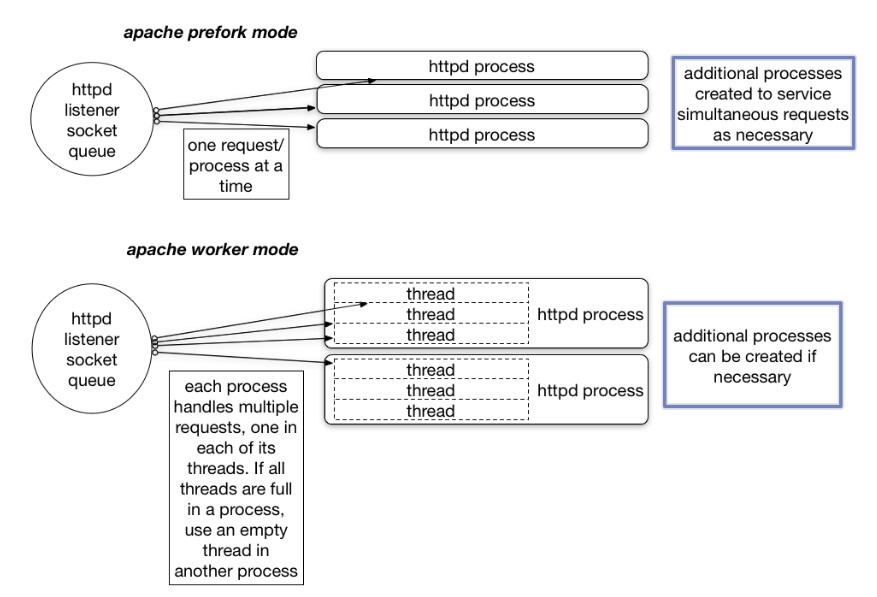 apache prefork mode
httpd
listener
socket
queue
httpd process
httpd process
httpd process
one request/
process at a
time
additional processes
created to service
simultaneous requests
as necessary
apache worker mode
httpd
listener
socket
queue
thread
thread
thread
httpd process
thread
thread
thread
httpd process
each process
handles multiple
requests, one in
each of its
threads. If all
threads are full
in a process,
use an empty
thread in
another process
additional processes
can be created if
necessary